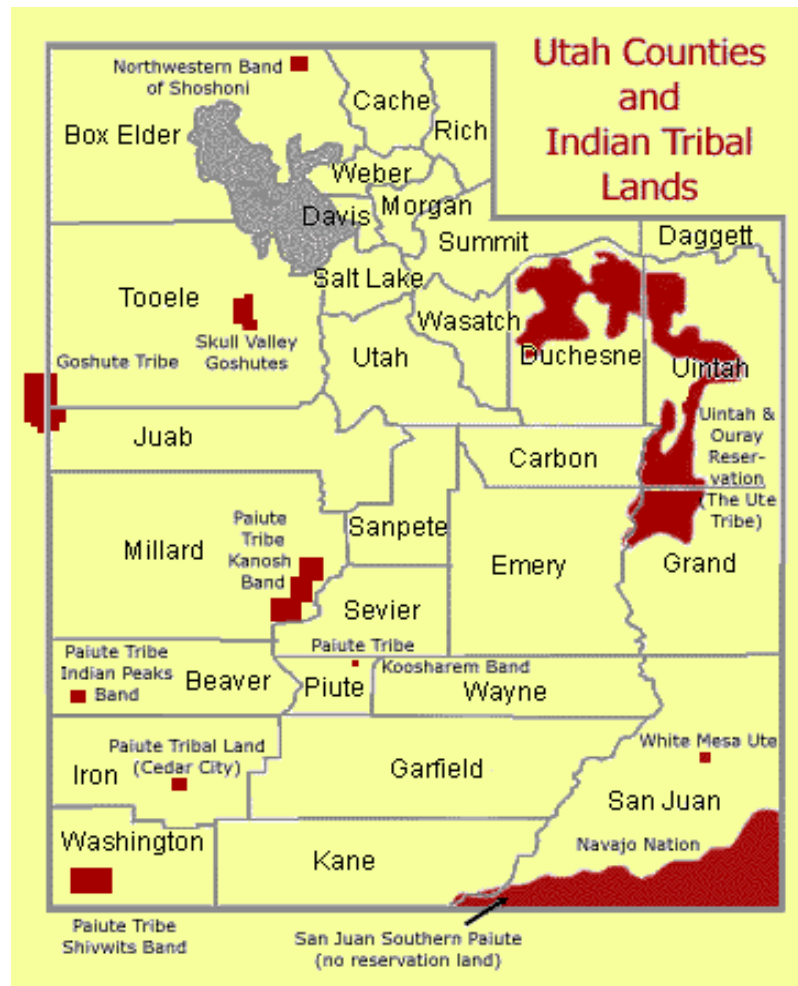 Utah Counties
and
Indian Tribal
Lands
Northwestern Band
of Shoshoni
Cache
Rich
Box Elder
Weber
Davis
Morgan
Summit
Daggett
Salt Lake
Tooele
Wasatch
Skull Valley
Goshutes
Goshute Tribe
Utah
Duchesne
Uintah
Uintah &
Ouray
Reser-
vation
(The Ute
Tribe)
Juab
Carbon
Sanpete
Millard
Paiute
Tribe
Kanosh
Band
Emery
Grand
Sevier
Paiute Tribe
Koosharem Band
Paiute Tribe
Indian Peaks
Band
Beaver
Piute
Wayne
White Mesa Ute
Paiute Tribal Land
(Cedar City)
Iron
Garfield
San Juan
Washington
Kane
Navajo Nation
Paiute Tribe
Shivwits Band
San Juan Southern Paiute
(no reservation land)